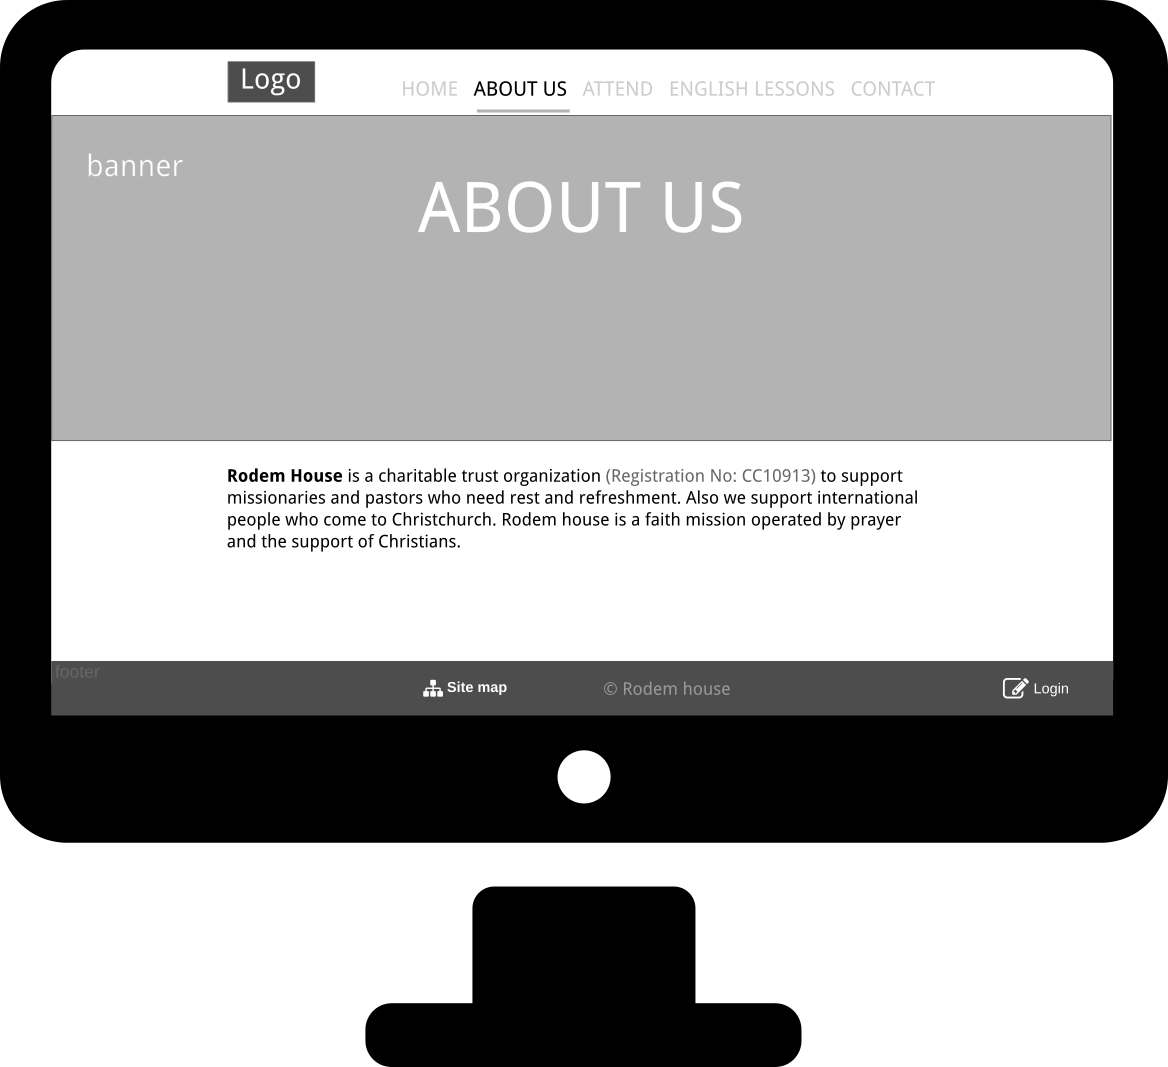 Logo
HOME ABOUT US ATTEND ENGLISH LESSONS CONTACT
banner
ABOUT US
Rodem House is a charitable trust organization (Registration No: CC10913) to support
missionaries and pastors who need rest and refreshment. Also we support international
people who come to Christchurch. Rodem house is a faith mission operated by prayer
and the support of Christians.
footer
Site map © Rodem house Login